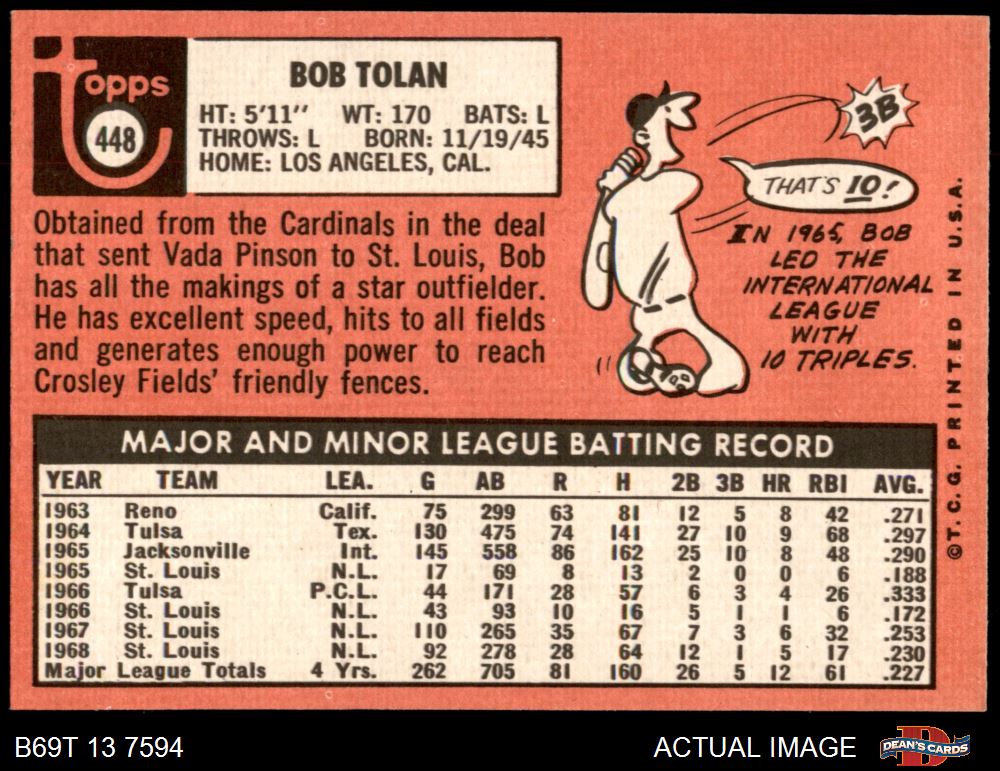 topps
448
BOB TOLAN
HT: 5'11'' WT: 170 BATS: L
THROWS: L BORN: 11/19/45
HOME: LOS ANGELES, CAL.
Obtained from the Cardinals in the deal
that sent Vada Pinson to St. Louis, Bob
has all the makings of a star outfielder.
He has excellent speed, hits to all fields
and generates enough power to reach
Crosley Fields' friendly fences.
3B
THAT'S 10!
IN 1965, BOB
LED THE
INTERNATIONAL
LEAGUE
WITH
10 TRIPLES.
©T.C.G. PRINTED IN U.S.A.
MAJOR AND MINOR LEAGUE BATTING RECORD
YEAR TEAM LEA. G AB R H 2B 3B HR RBI AVG.
1963 Reno Calif. 75 299 63 81 12 5 8 42 .271
1964 Tulsa Tex. 130 475 74 141 27 10 9 68 .297
1965 Jacksonville Int. 145 558 86 162 25 10 8 48 .290
1965 St. Louis N.L. 17 69 8 13 2 0 0 6 .188
1966 Tulsa P.C.L. 44 171 28 57 6 3 4 26 .333
1966 St. Louis N.L. 43 93 10 16 5 1 1 6 .172
1967 St. Louis N.L. 110 265 35 67 7 3 6 32 .253
1968 St. Louis N.L. 92 278 28 64 12 1 5 17 .230
Major League Totals 4 Yrs. 262 705 81 160 26 5 12 61 .227
B69T 13 7594
ACTUAL IMAGE
DEAN'S CARDS